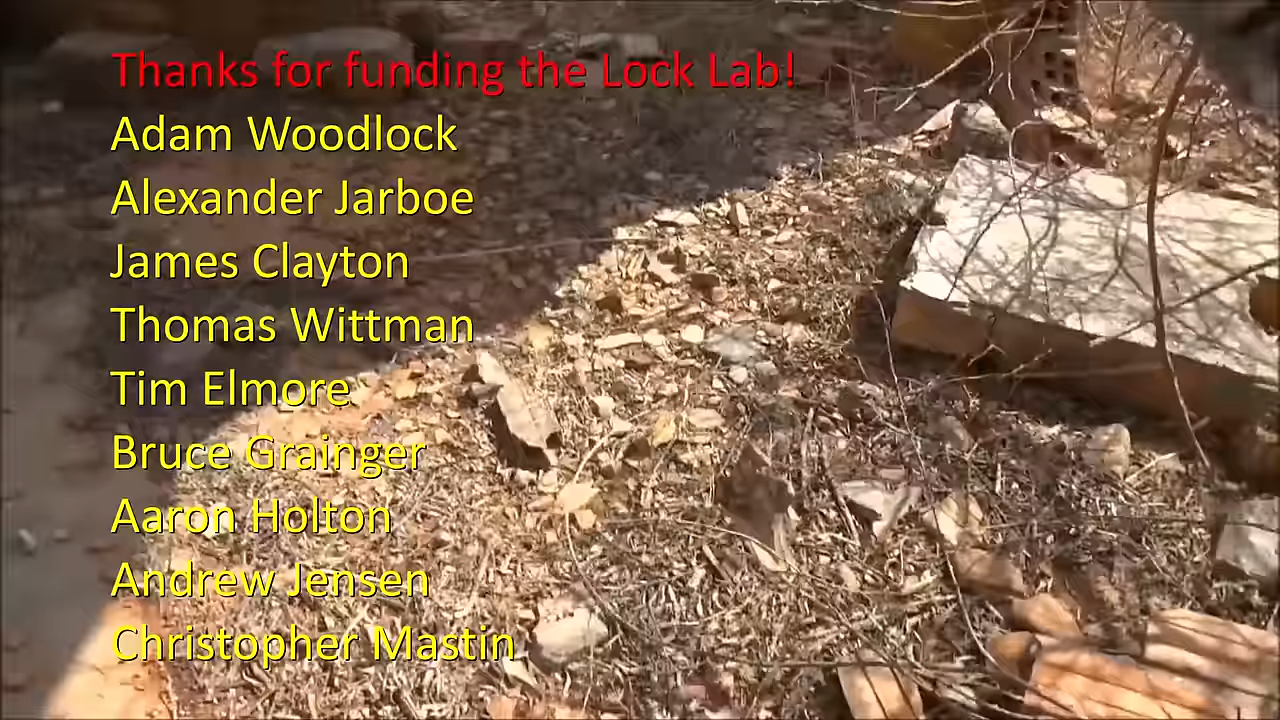 Thanks for funding the Lock Lab!
Adam Woodlock
Alexander Jarboe
James Clayton
Thomas Wittman
Tim Elmore
Bruce Grainger
Aaron Holton
Andrew Jensen
Christopher Mastin